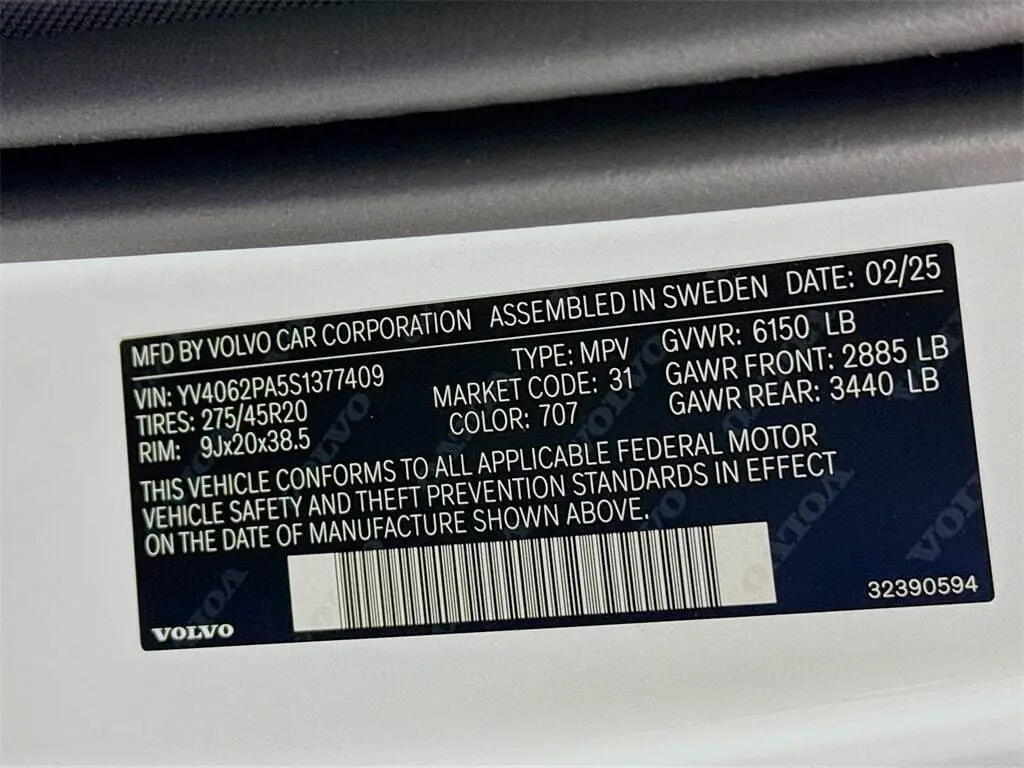 MFD BY VOLVO CAR CORPORATION ASSEMBLED IN SWEDEN DATE: 02/25
VIN: YV4062PA5S1377409 TYPE: MPV GVWR: 6150 LB
TIRES: 275/45R20 MARKET CODE: 31 GAWR FRONT: 2885 LB
RIM: 9Jx20x38.5 COLOR: 707 GAWR REAR: 3440 LB
THIS VEHICLE CONFORMS TO ALL APPLICABLE FEDERAL MOTOR
VEHICLE SAFETY AND THEFT PREVENTION STANDARDS IN EFFECT
ON THE DATE OF MANUFACTURE SHOWN ABOVE.
32390594
VOLVO